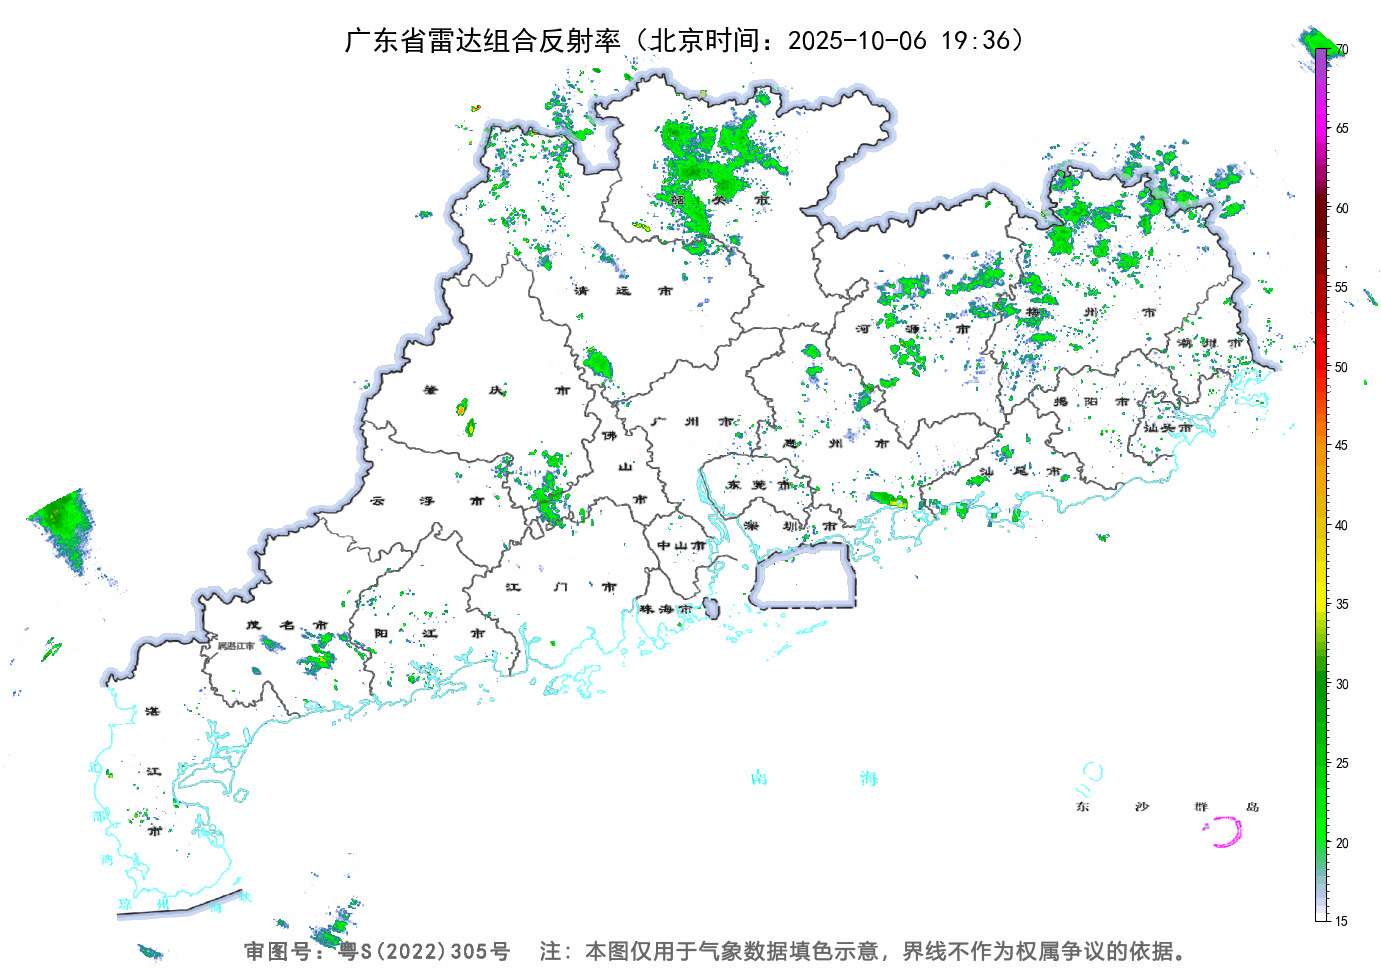 广东省雷达组合反射率（北京时间：2025-10-06 19:36）
70
65
60
55
50
45
40
35
30
25
20
15
韶关市
清远市
河源市
梅州市
潮州市
肇庆市
广州市
佛山市
惠州市
揭阳市
汕头市
汕尾市
云浮市
东莞市
深圳市
中山市
江门市
珠海市
茂名市
属湛江市
阳江市
湛江市
北部湾
琼州海峡
南海
东沙群岛
审图号：粤S(2022)305号 注：本图仅用于气象数据填色示意，界线不作为权属争议的依据。